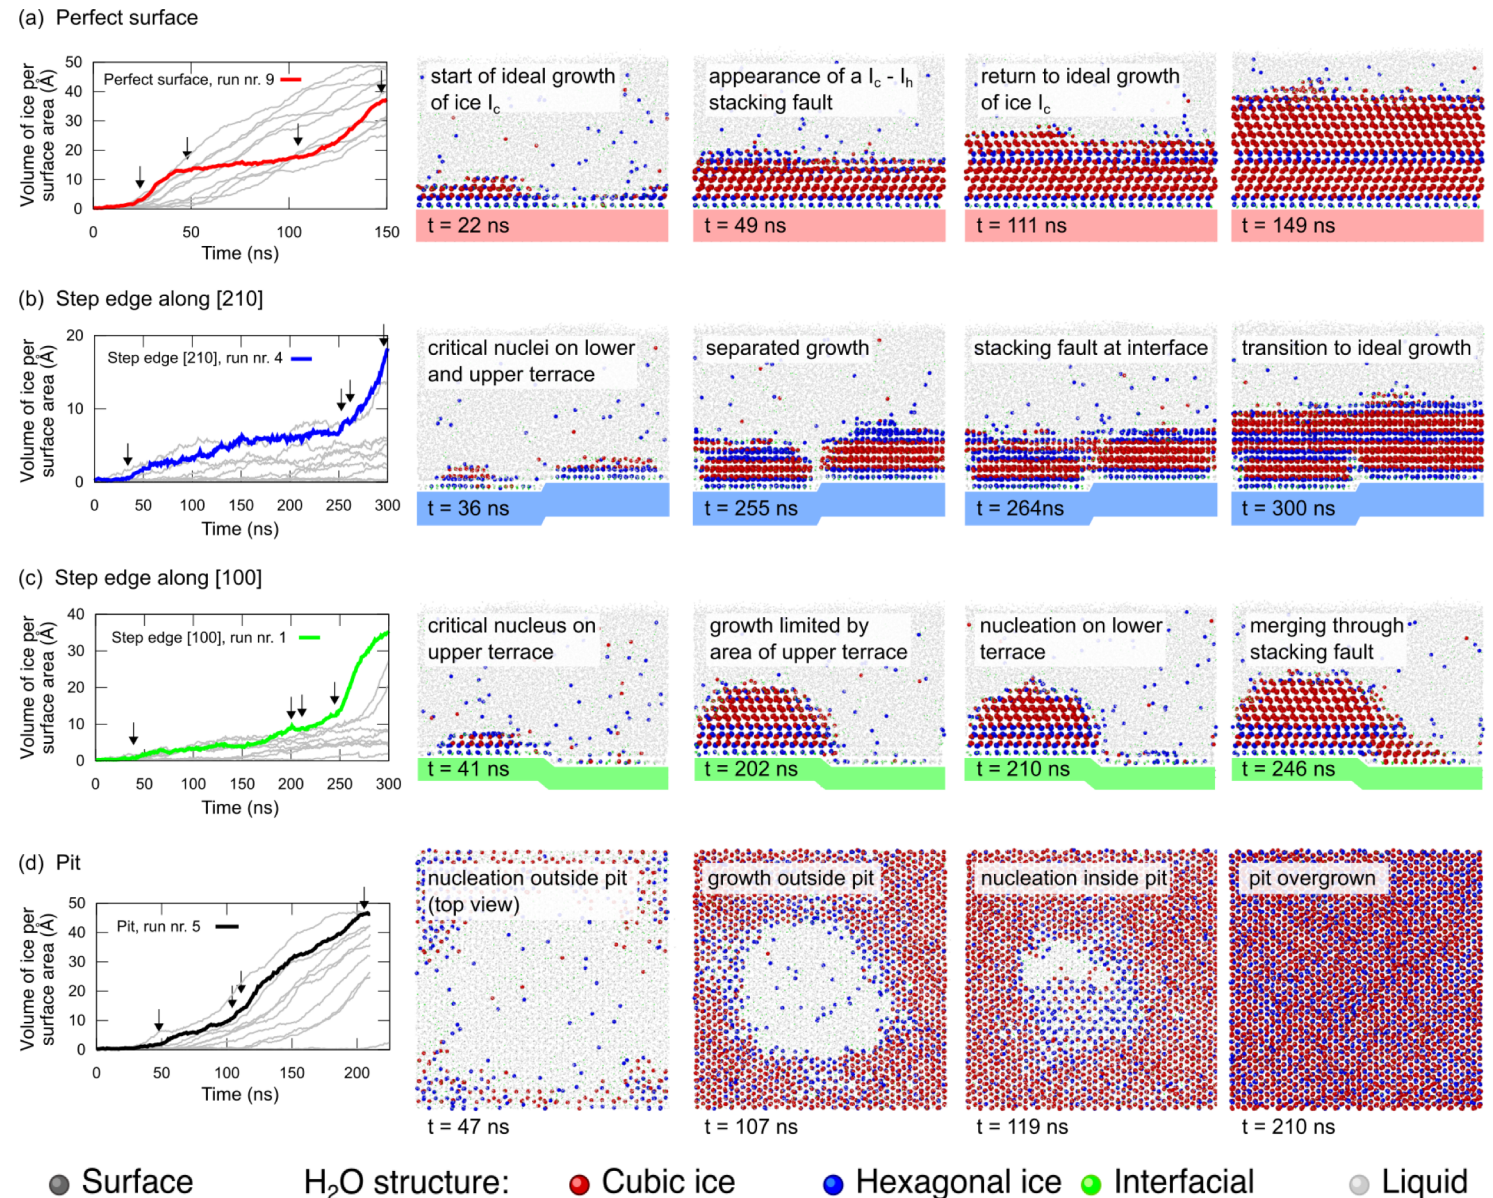 (a) Perfect surface
Volume of ice per
surface area (Å)
50
40
30
20
10
0
0 50 100 150
Time (ns)
Perfect surface, run nr. 9
start of ideal growth
of ice Ic
t = 22 ns
appearance of a Ic - Ih
stacking fault
t = 49 ns
return to ideal growth
of ice Ic
t = 111 ns
t = 149 ns
(b) Step edge along [210]
Volume of ice per
surface area (Å)
20
10
0
0 50 100 150 200 250 300
Time (ns)
Step edge [210], run nr. 4
critical nuclei on lower
and upper terrace
t = 36 ns
separated growth
t = 255 ns
stacking fault at interface
t = 264ns
transition to ideal growth
t = 300 ns
(c) Step edge along [100]
Volume of ice per
surface area (Å)
40
30
20
10
0
0 50 100 150 200 250 300
Time (ns)
Step edge [100], run nr. 1
critical nucleus on
upper terrace
t = 41 ns
growth limited by
area of upper terrace
t = 202 ns
nucleation on lower
terrace
t = 210 ns
merging through
stacking fault
t = 246 ns
(d) Pit
Volume of ice per
surface area (Å)
50
40
30
20
10
0
0 50 100 150 200
Time (ns)
Pit, run nr. 5
nucleation outside pit
(top view)
t = 47 ns
growth outside pit
t = 107 ns
nucleation inside pit
t = 119 ns
pit overgrown
t = 210 ns
Surface H₂O structure: Cubic ice Hexagonal ice Interfacial Liquid